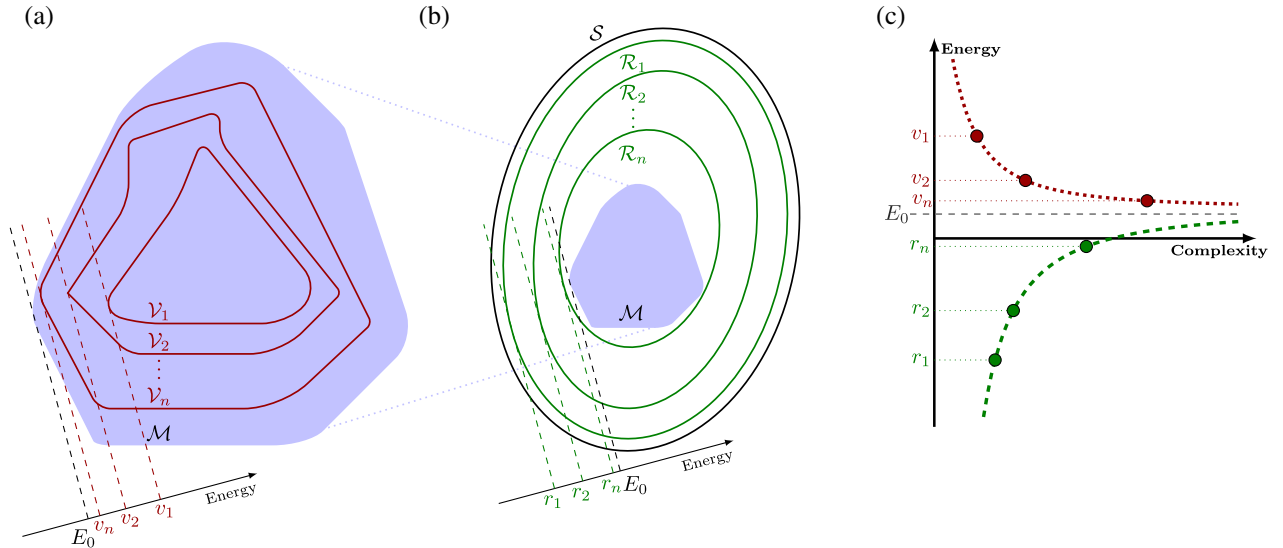 (a)
𝒱₁
𝒱₂
𝒱ₙ
ℳ
Energy
E₀
vₙ
v₂
v₁
(b)
𝒮
ℛ₁
ℛ₂
ℛₙ
ℳ
Energy
r₁
r₂
rₙ
E₀
(c)
Energy
v₁
v₂
vₙ
E₀
rₙ
Complexity
r₂
r₁